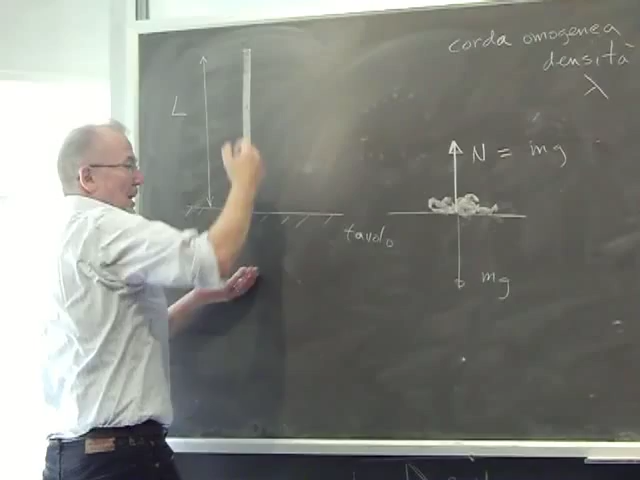 corda omogenea
densità
λ
L
N = mg
tavolo
mg